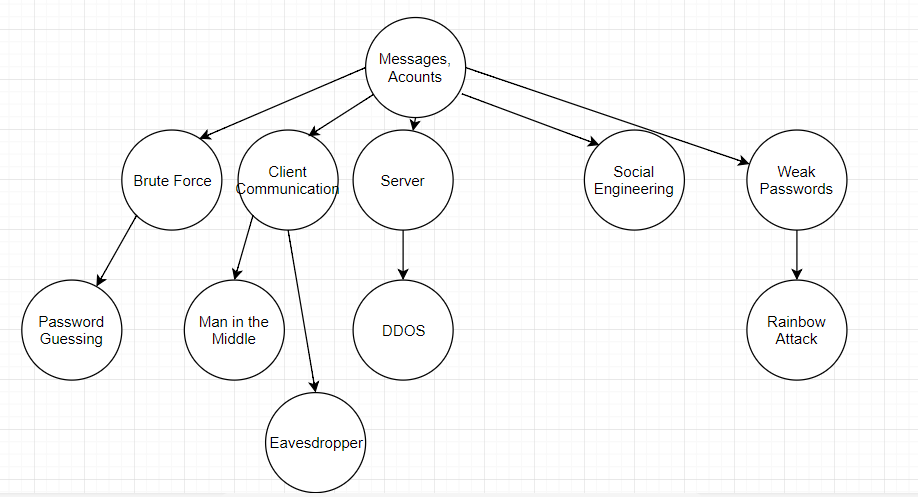 Messages,
Acounts
Brute Force
Client
Communication
Server
Social
Engineering
Weak
Passwords
Password
Guessing
Man in the
Middle
DDOS
Rainbow
Attack
Eavesdropper